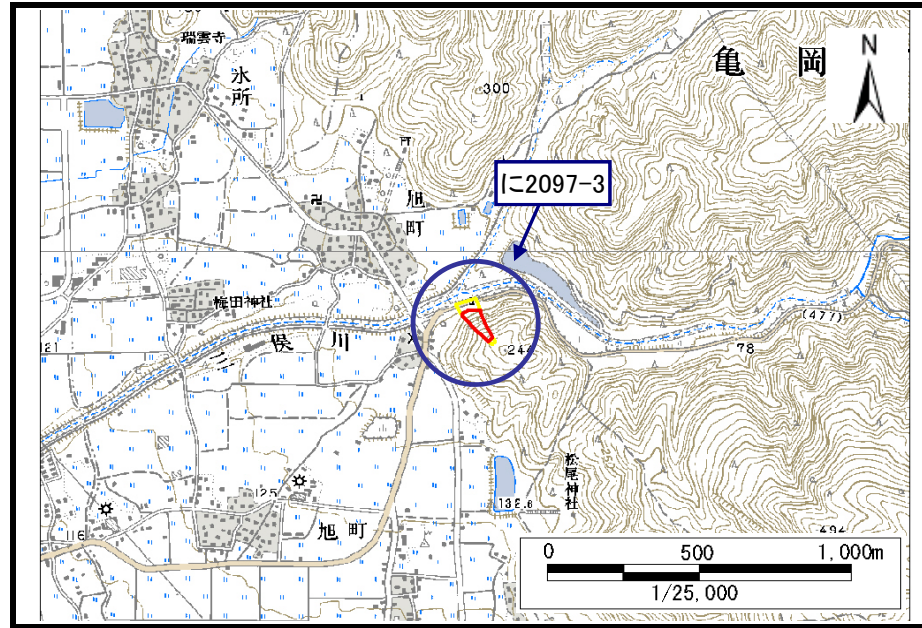 瑞雲寺
氷所
300
亀岡
N
旭町
に2097-3
梅田神社
(477)
121
俣川
244
78
松尾神社
125
132.8
旭町
116
494
0 500 1,000m
1/25,000